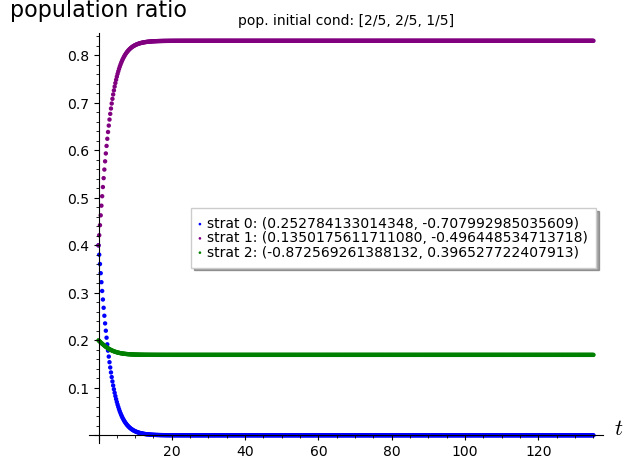 population ratio
pop. initial cond: [2/5, 2/5, 1/5]
0.8
0.7
0.6
0.5
strat 0: (0.252784133014348, -0.707992985035609)
strat 1: (0.1350175611711080, -0.496448534713718)
strat 2: (-0.872569261388132, 0.396527722407913)
0.4
0.3
0.2
0.1
t
20 40 60 80 100 120